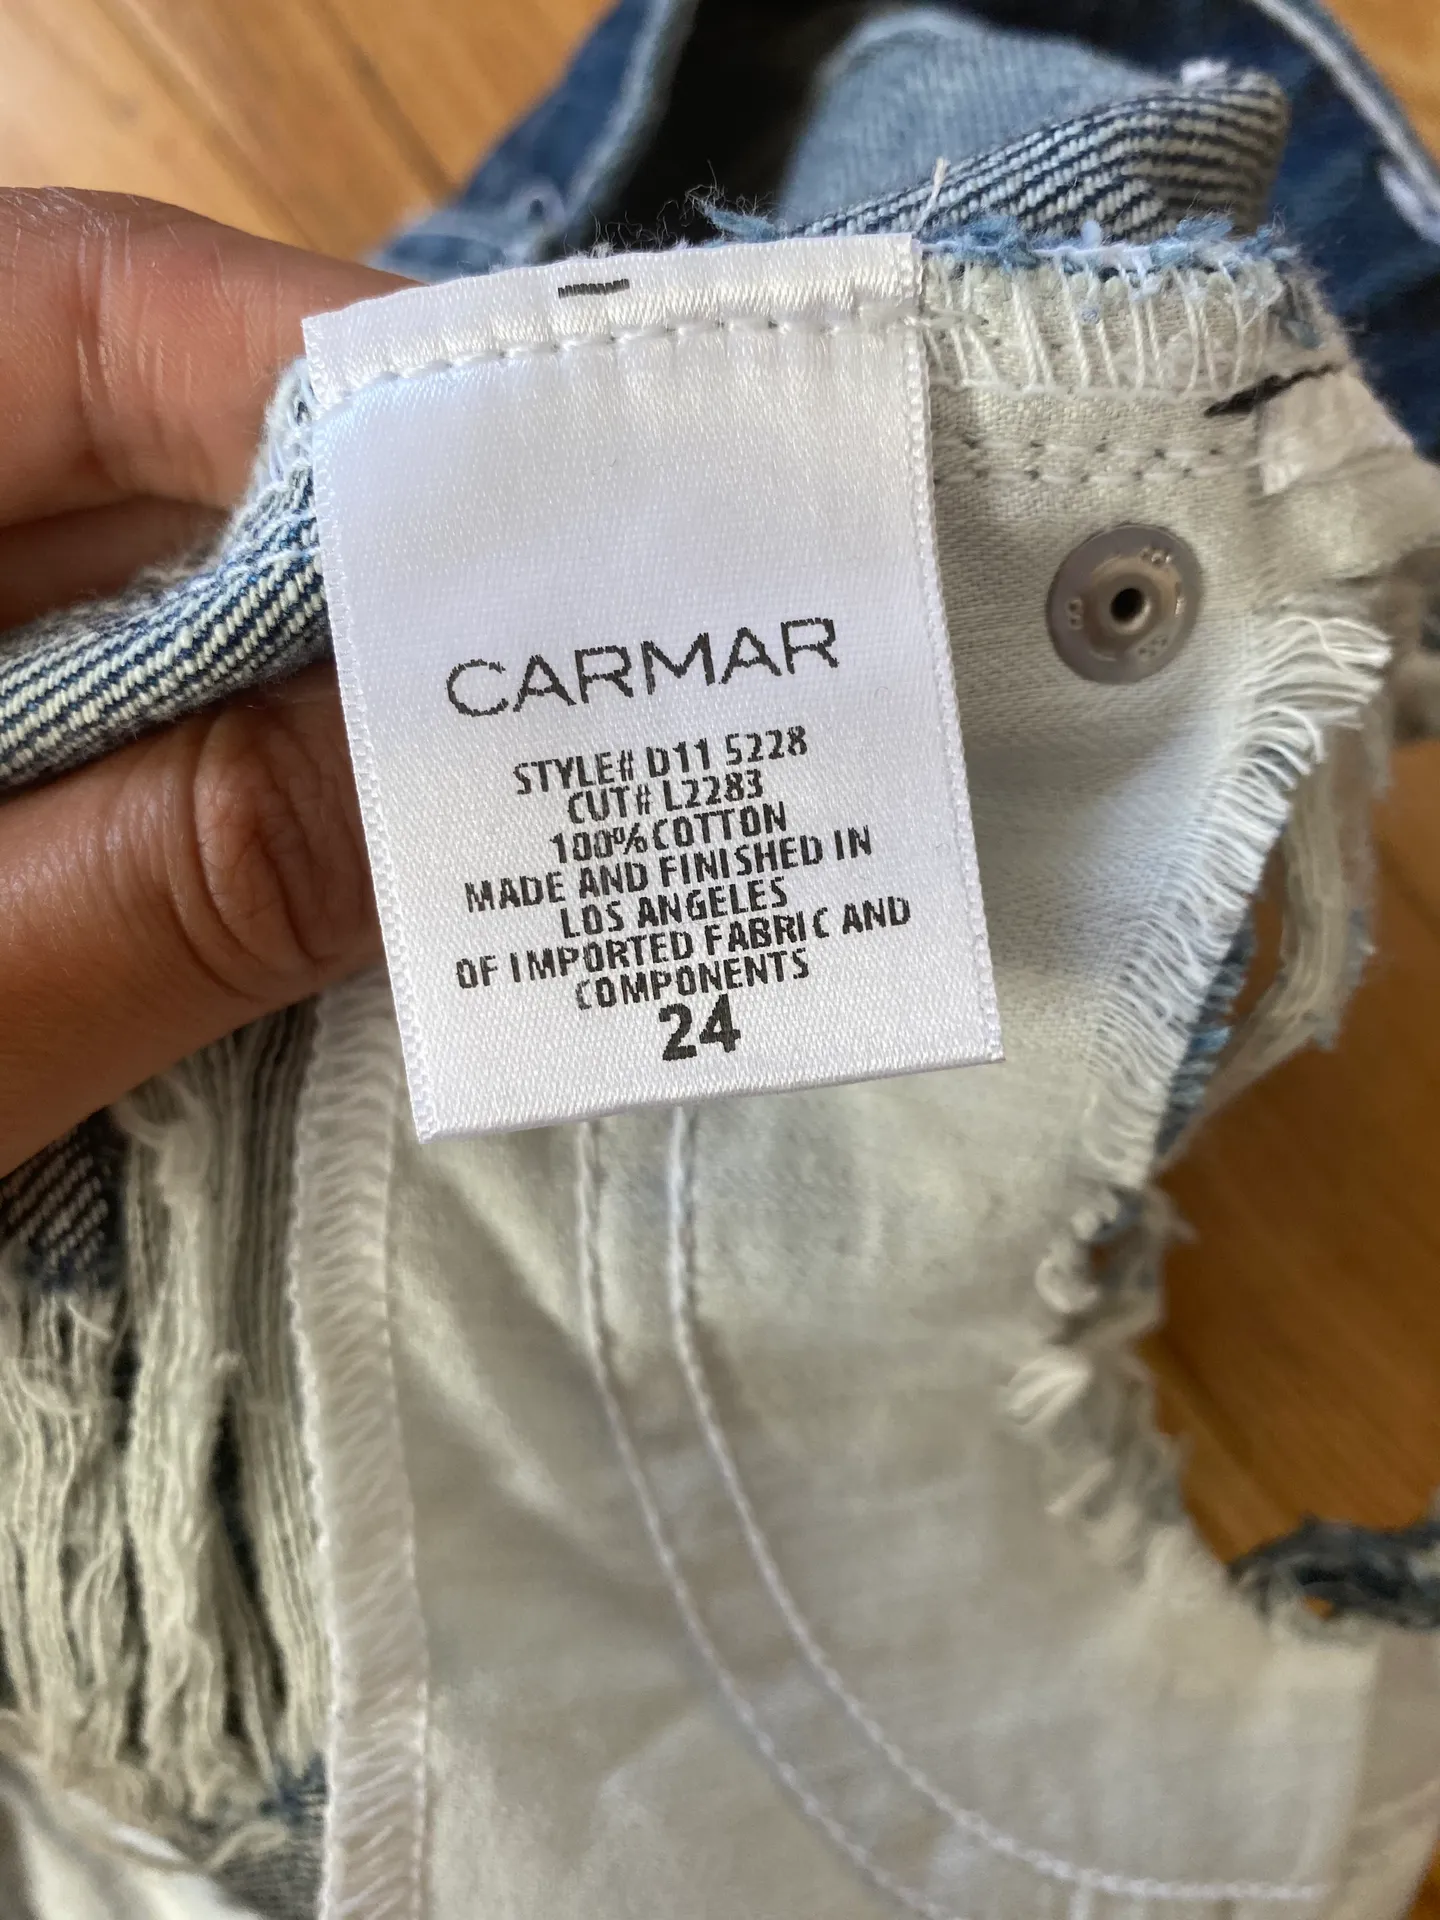 CARMAR
STYLE# D11 5228
CUT# L2283
100% COTTON
MADE AND FINISHED IN
LOS ANGELES
OF IMPORTED FABRIC AND
COMPONENTS
24